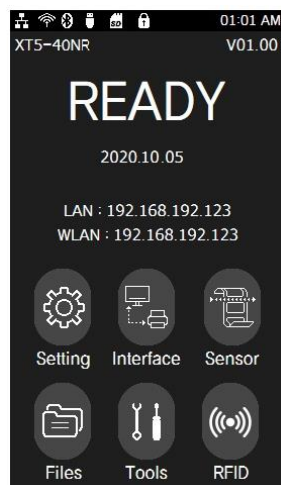 01:01 AM
XT5-40NR V01.00
READY
2020.10.05
LAN : 192.168.192.123
WLAN : 192.168.192.123
Setting Interface Sensor
Files Tools RFID